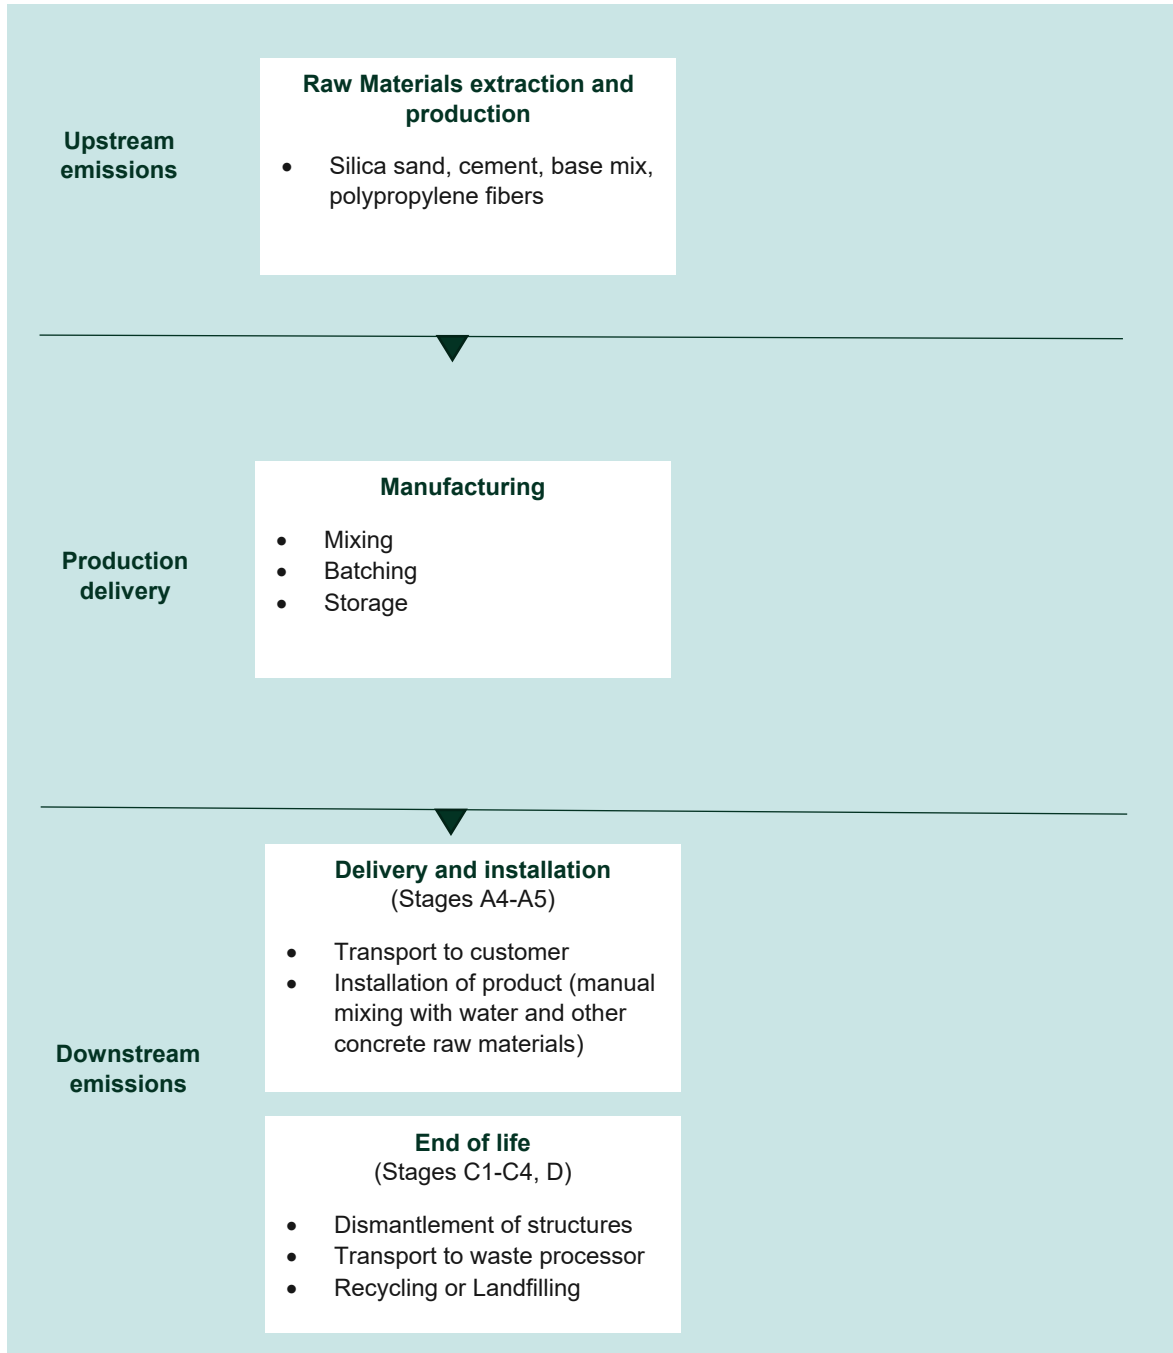 Upstream
emissions
Raw Materials extraction and
production
• Silica sand, cement, base mix,
polypropylene fibers
Production
delivery
Manufacturing
• Mixing
• Batching
• Storage
Downstream
emissions
Delivery and installation
(Stages A4-A5)
• Transport to customer
• Installation of product (manual
mixing with water and other
concrete raw materials)
End of life
(Stages C1-C4, D)
• Dismantlement of structures
• Transport to waste processor
• Recycling or Landfilling